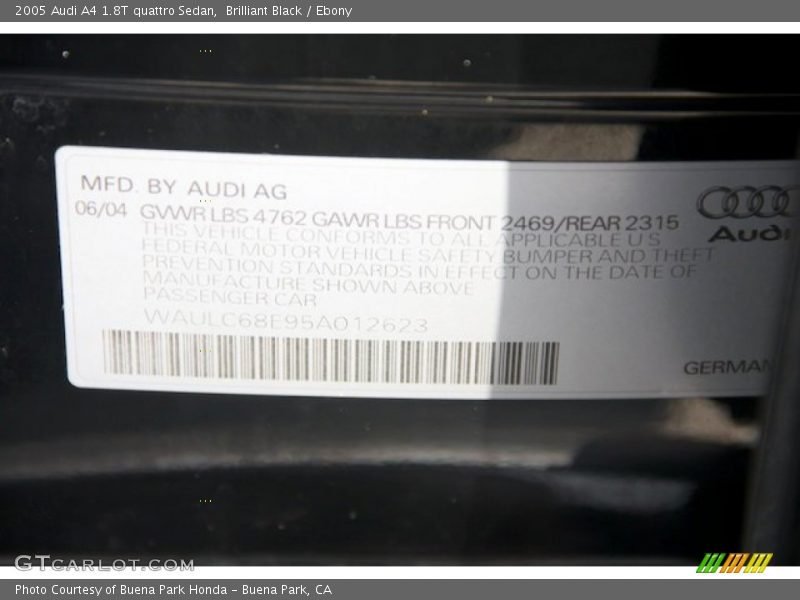 2005 Audi A4 1.8T quattro Sedan,  Brilliant Black / Ebony
MFD. BY AUDI AG
06/04 GVWR LBS 4762 GAWR LBS FRONT 2469/REAR 2315
THIS VEHICLE CONFORMS TO ALL APPLICABLE U S
FEDERAL MOTOR VEHICLE SAFETY BUMPER AND THEFT
PREVENTION STANDARDS IN EFFECT ON THE DATE OF
MANUFACTURE SHOWN ABOVE
PASSENGER CAR
WAULC68E95A012623
Audi
GERMAN
GTCARLOT.COM
Photo Courtesy of Buena Park Honda - Buena Park, CA